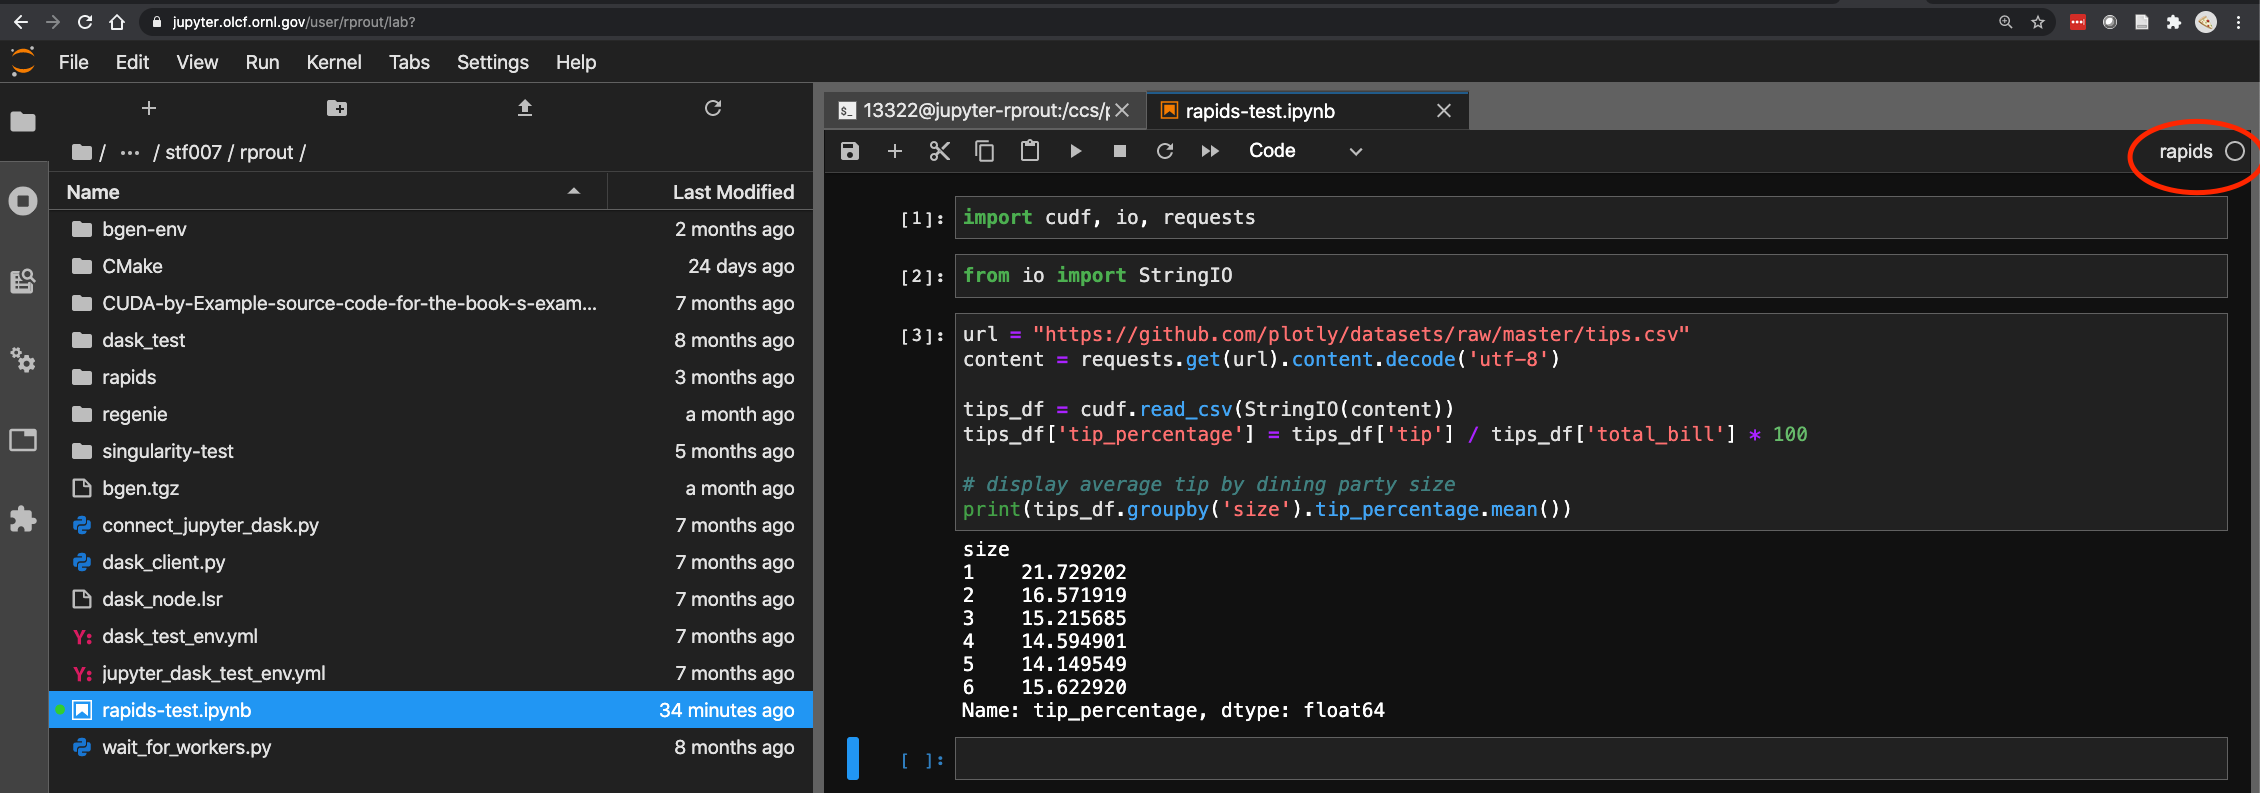 jupyter.olcf.ornl.gov/user/rprout/lab?
File Edit View Run Kernel Tabs Settings Help
/ ... / stf007 / rprout /
Name Last Modified
bgen-env 2 months ago
CMake 24 days ago
CUDA-by-Example-source-code-for-the-book-s-exam... 7 months ago
dask_test 8 months ago
rapids 3 months ago
regenie a month ago
singularity-test 5 months ago
bgen.tgz a month ago
connect_jupyter_dask.py 7 months ago
dask_client.py 7 months ago
dask_node.lsr 7 months ago
Y: dask_test_env.yml 7 months ago
Y: jupyter_dask_test_env.yml 7 months ago
rapids-test.ipynb 34 minutes ago
wait_for_workers.py 8 months ago
$_ 13322@jupyter-rprout:/ccs/p
rapids-test.ipynb
Code
rapids
[1]: import cudf, io, requests
[2]: from io import StringIO
[3]: url = "https://github.com/plotly/datasets/raw/master/tips.csv"
content = requests.get(url).content.decode('utf-8')
tips_df = cudf.read_csv(StringIO(content))
tips_df['tip_percentage'] = tips_df['tip'] / tips_df['total_bill'] * 100
# display average tip by dining party size
print(tips_df.groupby('size').tip_percentage.mean())
size
1 21.729202
2 16.571919
3 15.215685
4 14.594901
5 14.149549
6 15.622920
Name: tip_percentage, dtype: float64
[ ]: